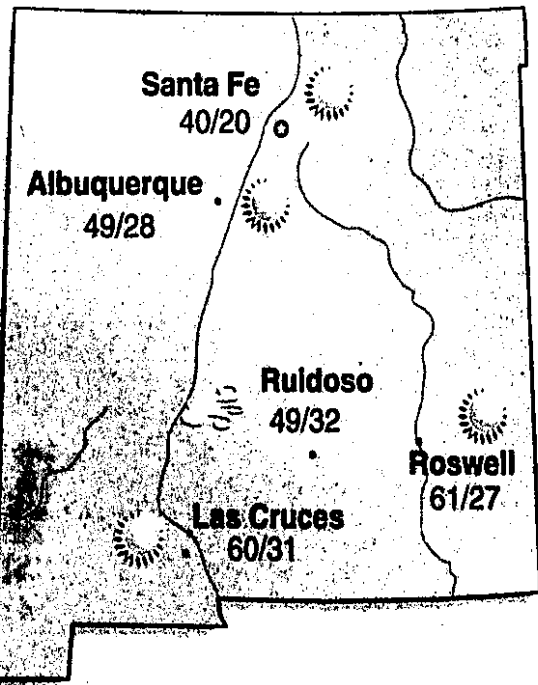 Santa Fe
40/20
Albuquerque
49/28
Ruidoso
49/32
Roswell
61/27
Las Cruces
60/31